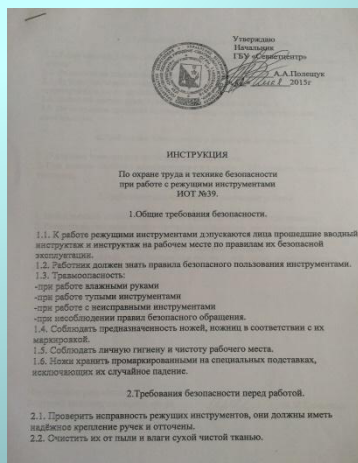 Утверждаю
Начальник
ГБУ «Севветцентр»
А.А.Полещук
2015г
ИНСТРУКЦИЯ
По охране труда и технике безопасности
при работе с режущими инструментами
ИОТ №39.
1.Общие требования безопасности.
1.1. К работе режущими инструментами допускаются лица прошедшие вводный
инструктаж и инструктаж на рабочем месте по правилам их безопасной
эксплуатации.
1.2. Работник должен знать правила безопасного пользования инструментами.
1.3. Травмоопасность:
-при работе влажными руками
-при работе тупыми инструментами
-при работе с неисправными инструментами
-при несоблюдении правил безопасного обращения.
1.4. Соблюдать предназначенность ножей, ножниц в соответствии с их
маркировкой.
1.5. Соблюдать личную гигиену и чистоту рабочего места.
1.6. Ножи хранить промаркированными на специальных подставках,
исключающих их случайное падение.
2.Требования безопасности перед работой.
2.1. Проверить исправность режущих инструментов, они должны иметь
надёжное крепление ручек и отточены.
2.2. Очистить их от пыли и влаги сухой чистой тканью.